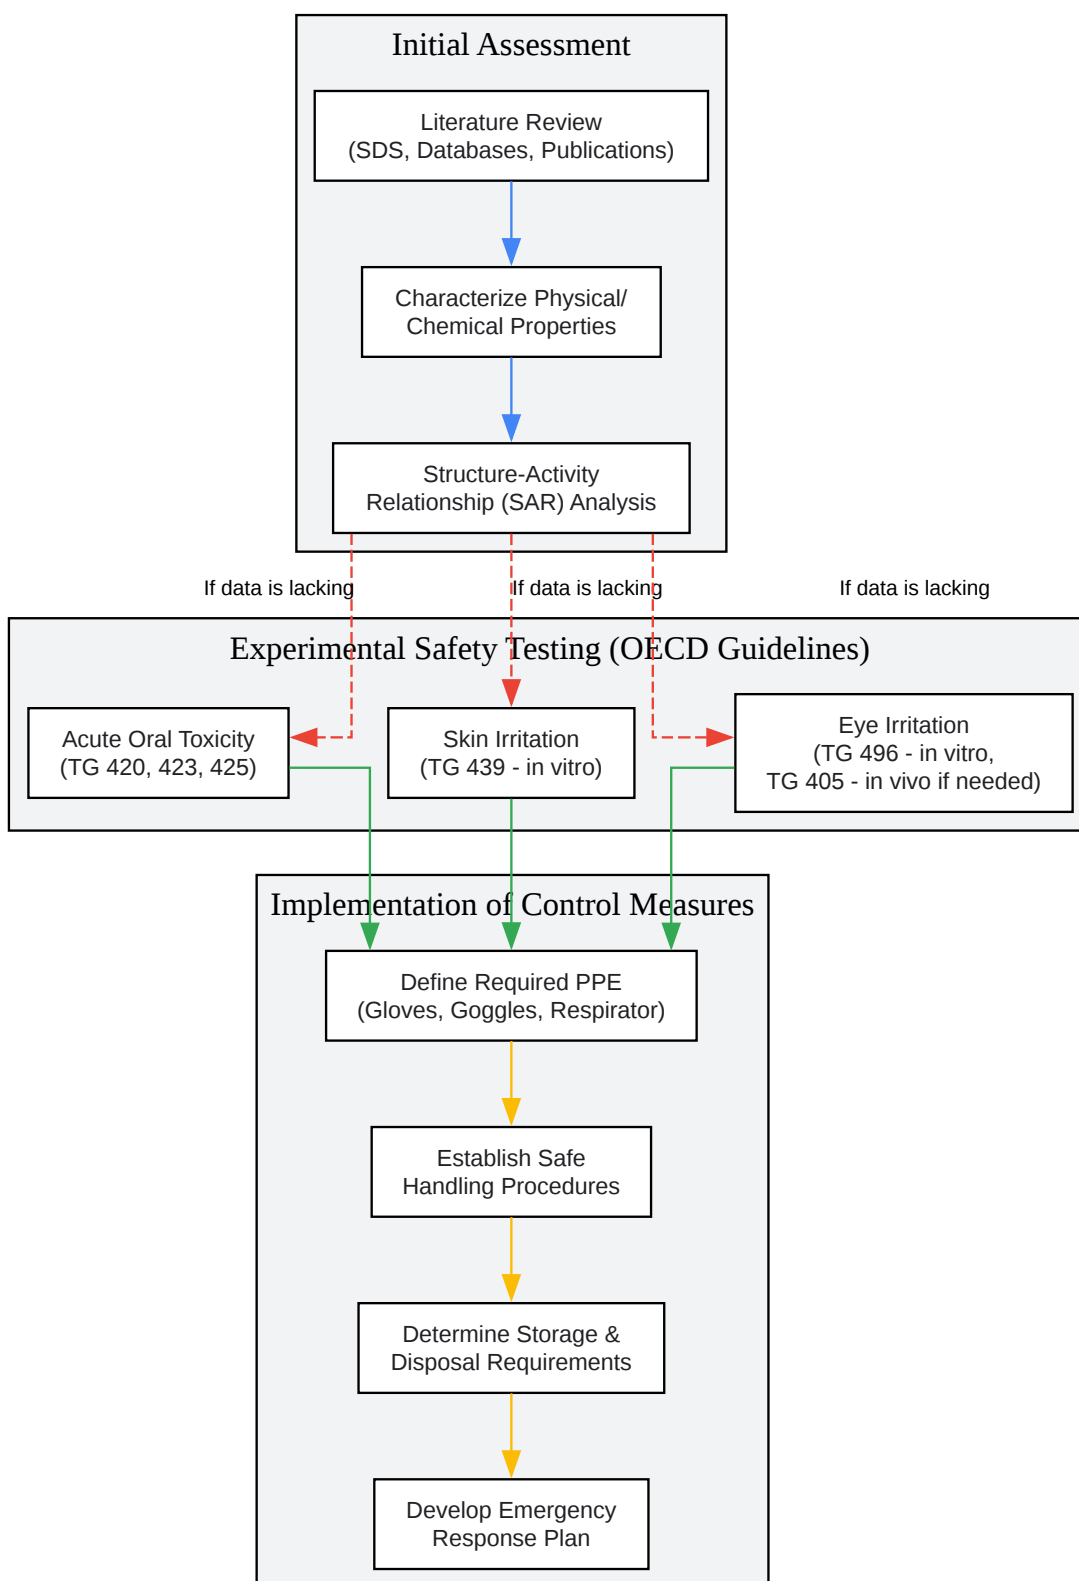 Initial Assessment
Literature Review
(SDS, Databases, Publications)
Characterize Physical/
Chemical Properties
Structure-Activity
Relationship (SAR) Analysis
If data is lacking
If data is lacking
If data is lacking
Experimental Safety Testing (OECD Guidelines)
Acute Oral Toxicity
(TG 420, 423, 425)
Skin Irritation
(TG 439 - in vitro)
Eye Irritation
(TG 496 - in vitro,
TG 405 - in vivo if needed)
Implementation of Control Measures
Define Required PPE
(Gloves, Goggles, Respirator)
Establish Safe
Handling Procedures
Determine Storage &
Disposal Requirements
Develop Emergency
Response Plan